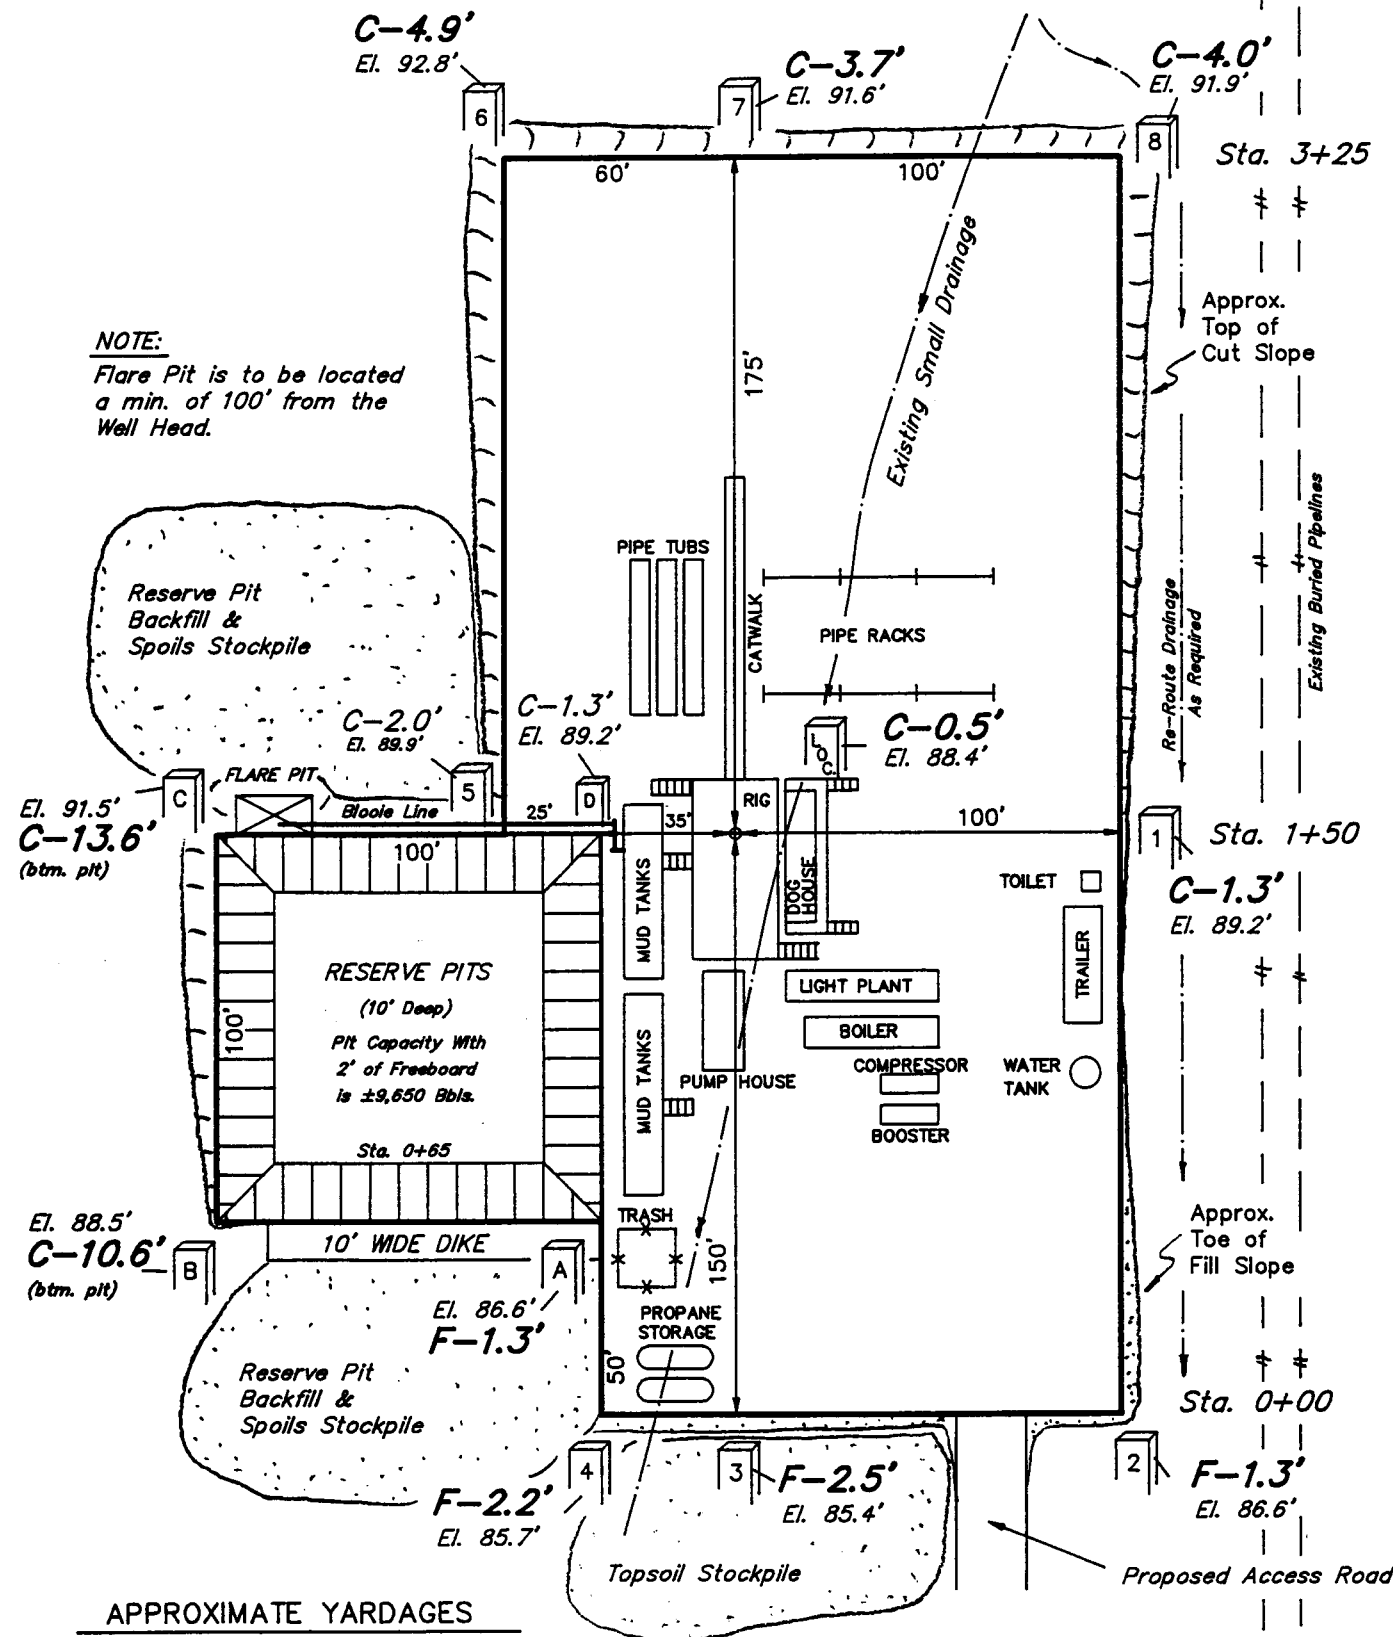 C-4.9'
El. 92.8'
6
C-3.7'
El. 91.6'
7
C-4.0'
El. 91.9'
8
Sta. 3+25
60'
100'
175'
Existing Small Drainage
Approx.
Top of
Cut Slope
NOTE:
Flare Pit is to be located
a min. of 100' from the
Well Head.
Reserve Pit
Backfill &
Spoils Stockpile
PIPE TUBS
CATWALK
PIPE RACKS
Re-Route Drainage
As Required
Existing Buried Pipelines
C-2.0'
El. 89.9'
5
C-1.3'
El. 89.2'
D
LOC.
C-0.5'
El. 88.4'
El. 91.5'
C-13.6'
(btm. pit)
C
FLARE PIT
Blooie Line
25'
35'
RIG
100'
1
Sta. 1+50
C-1.3'
El. 89.2'
100'
MUD TANKS
DOG
HOUSE
TOILET
TRAILER
RESERVE PITS
(10' Deep)
Pit Capacity With
2' of Freeboard
is ±9,650 Bbls.
Sta. 0+65
100'
MUD TANKS
LIGHT PLANT
BOILER
COMPRESSOR
BOOSTER
PUMP HOUSE
WATER
TANK
El. 88.5'
C-10.6'
(btm. pit)
B
10' WIDE DIKE
A
El. 86.6'
F-1.3'
TRASH
150'
PROPANE
STORAGE
50'
Approx.
Toe of
Fill Slope
Reserve Pit
Backfill &
Spoils Stockpile
Sta. 0+00
4
F-2.2'
El. 85.7'
3
F-2.5'
El. 85.4'
2
F-1.3'
El. 86.6'
Topsoil Stockpile
Proposed Access Road
APPROXIMATE YARDAGES